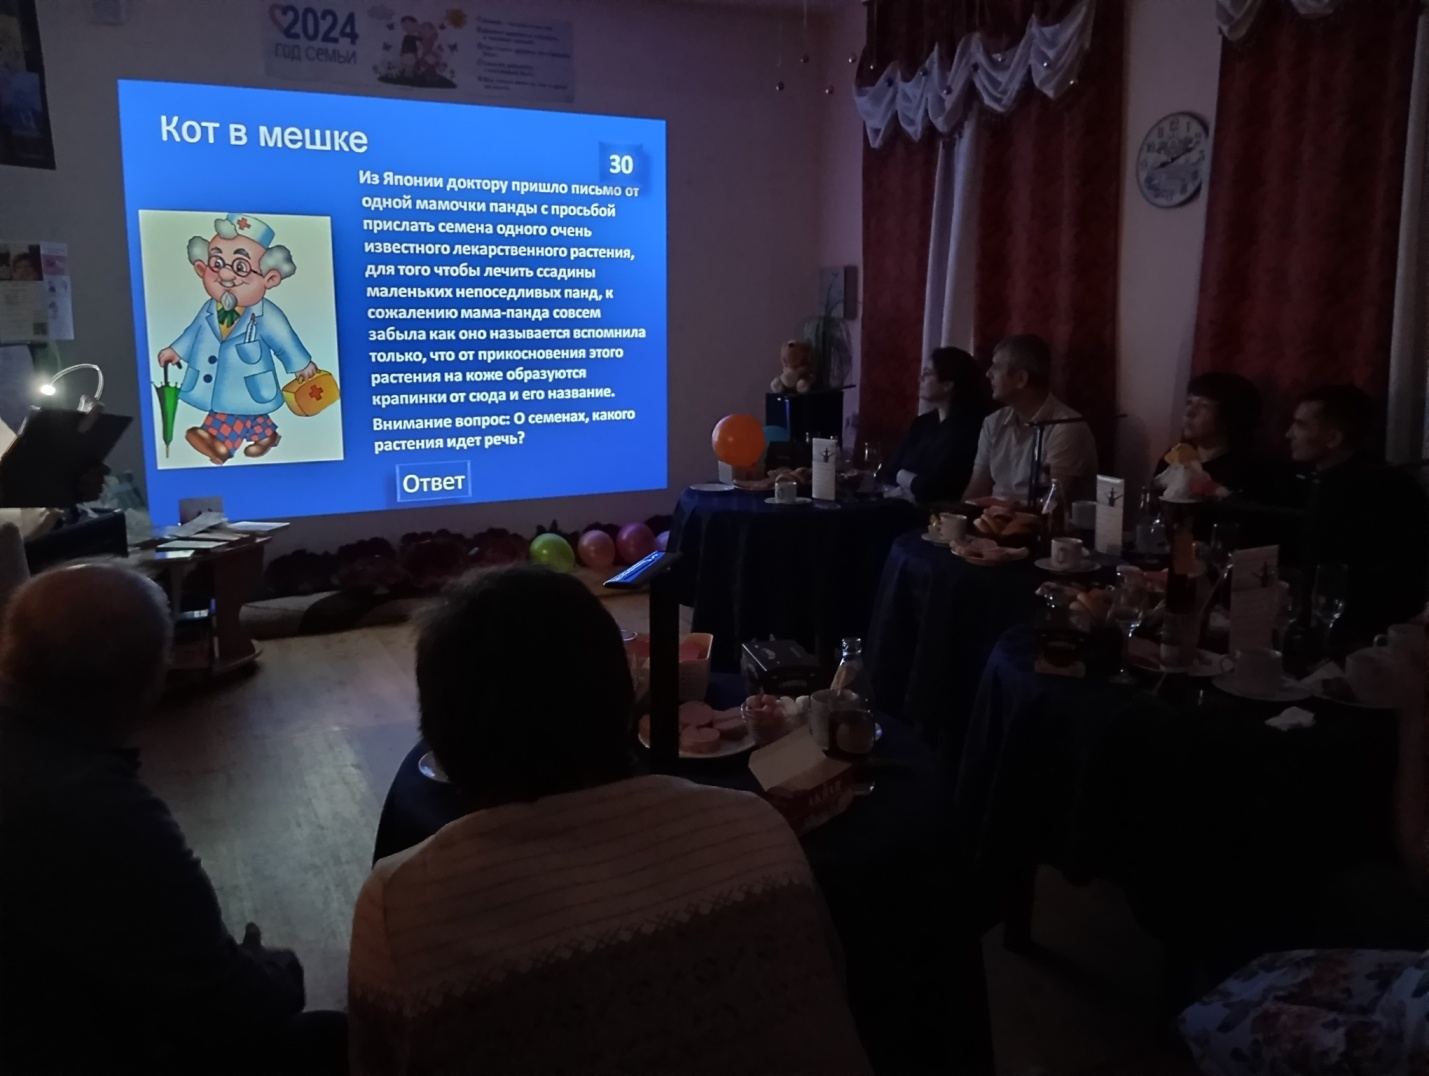 2024
ГОД СЕМЬИ
Кот в мешке
30
Из Японии доктору пришло письмо от
одной мамочки панды с просьбой
прислать семена одного очень
известного лекарственного растения,
для того чтобы лечить ссадины
маленьких непоседливых панд, к
сожалению мама-панда совсем
забыла как оно называется вспомнила
только, что от прикосновения этого
растения на коже образуются
крапинки от сюда и его название.
Внимание вопрос: О семенах, какого
растения идет речь?
Ответ